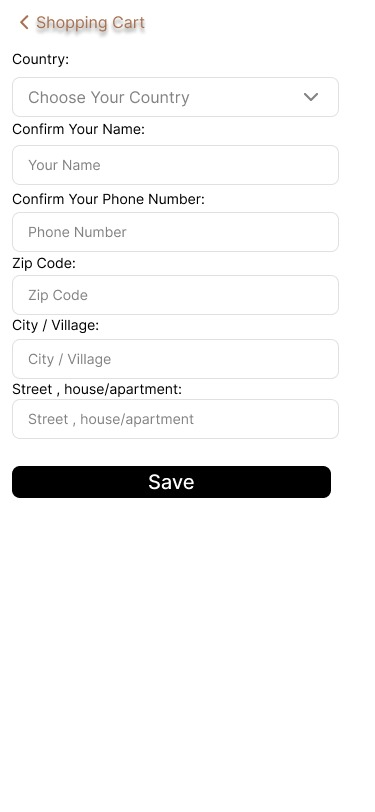 Shopping Cart
Country:
Choose Your Country
Confirm Your Name:
Your Name
Confirm Your Phone Number:
Phone Number
Zip Code:
Zip Code
City / Village:
City / Village
Street , house/apartment:
Street , house/apartment
Save